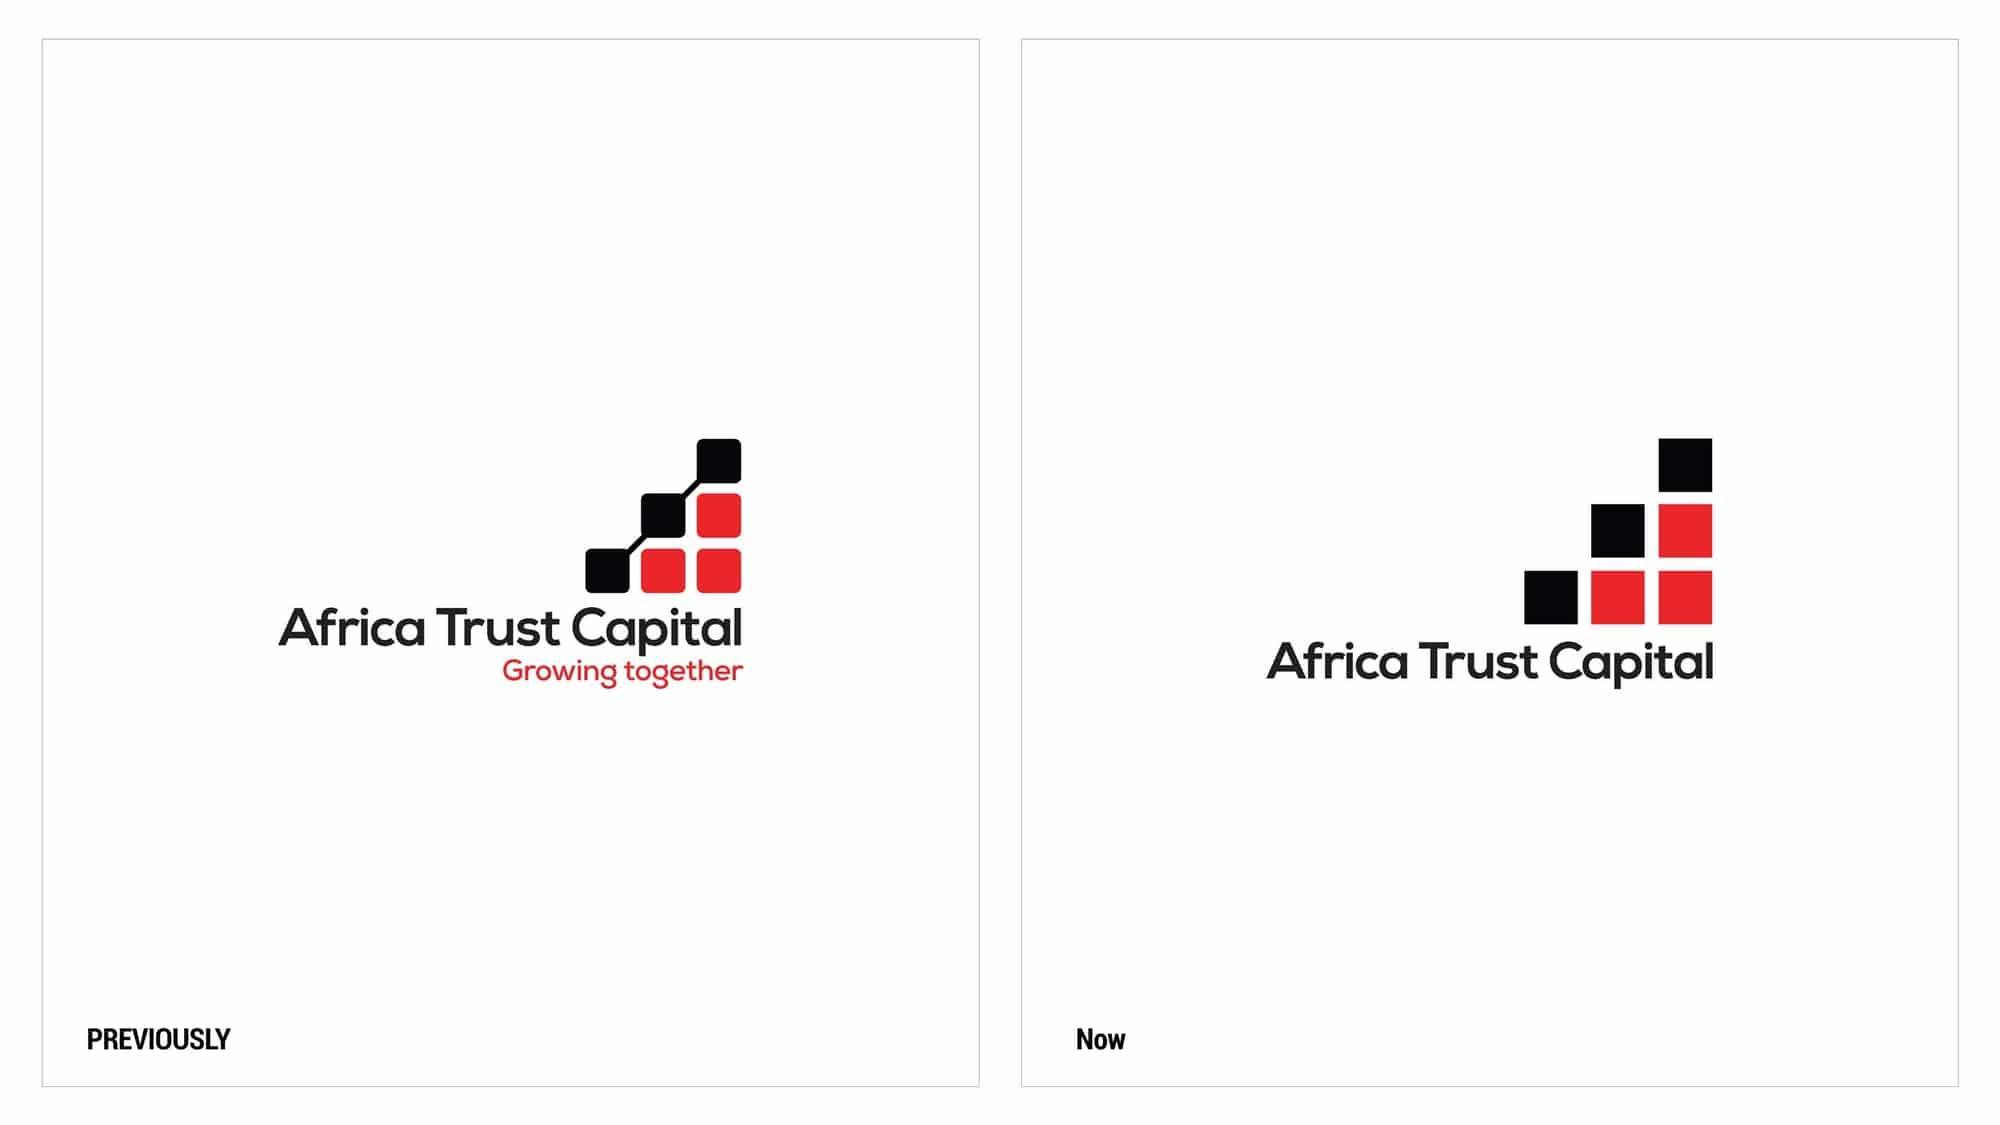 Africa Trust Capital
Growing together
PREVIOUSLY
Africa Trust Capital
Now